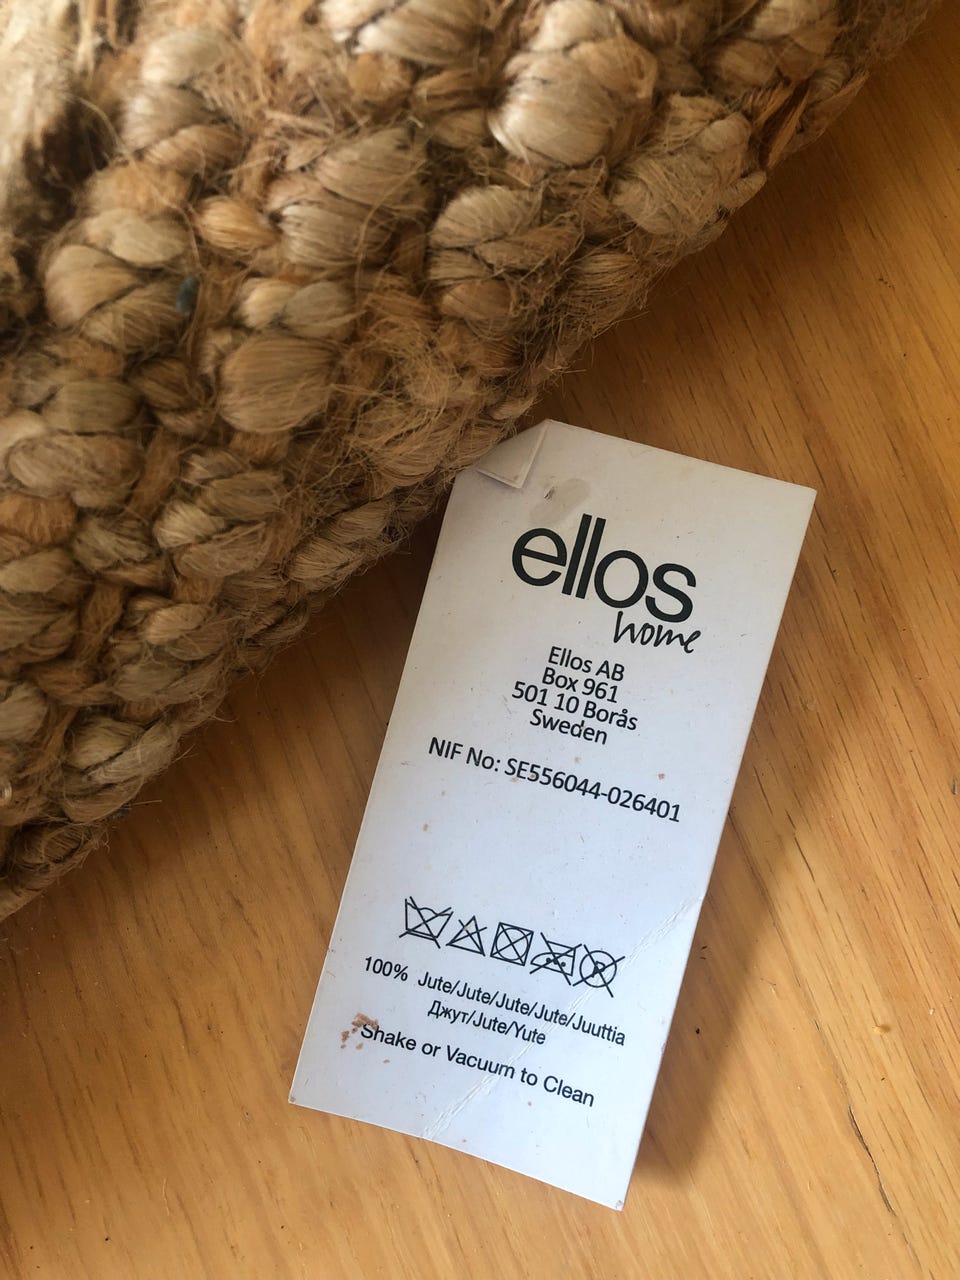 ellos
home
Ellos AB
Box 961
501 10 Borås
Sweden
NIF No: SE556044-026401
100% Jute/Jute/Jute/Jute/Juuttia
Джут/Jute/Yute
Shake or Vacuum to Clean